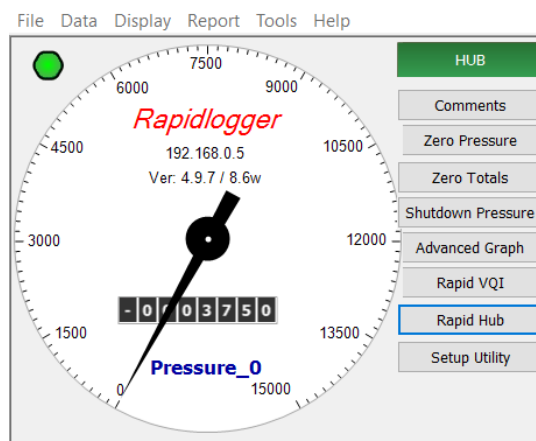 File Data Display Report Tools Help
7500
6000 9000
4500 10500
3000 12000
1500 13500
0 15000
Rapidlogger
192.168.0.5
Ver: 4.9.7 / 8.6w
-0003750
Pressure_0
HUB
Comments
Zero Pressure
Zero Totals
Shutdown Pressure
Advanced Graph
Rapid VQI
Rapid Hub
Setup Utility